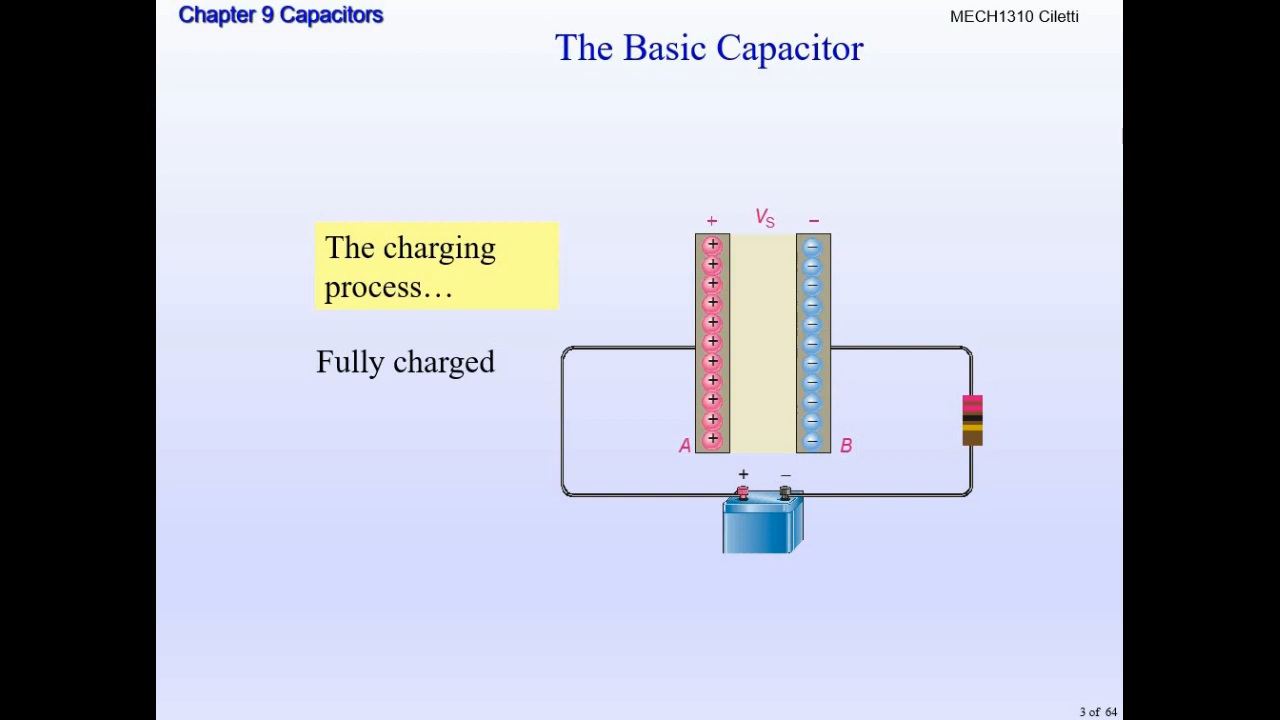 Chapter 9 Capacitors
MECH1310 Ciletti
The Basic Capacitor
+ VS −
The charging
process…
Fully charged
A
B
+ −
3 of 64